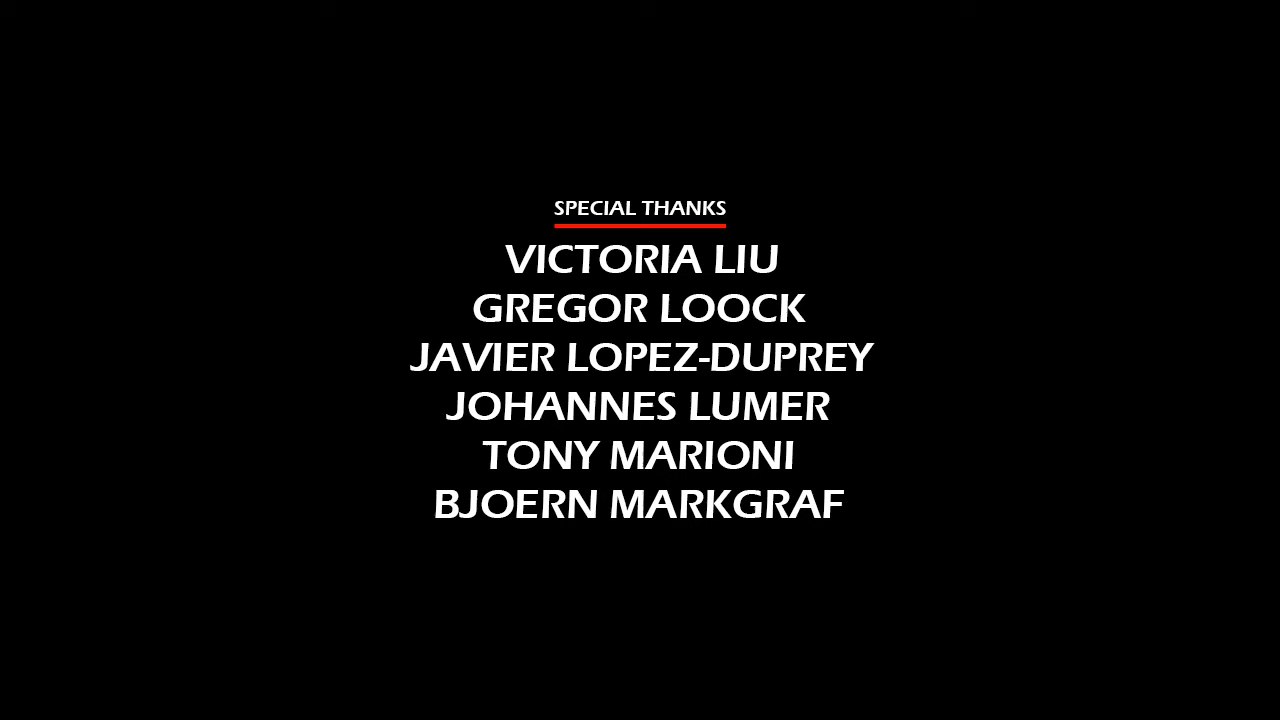 SPECIAL THANKS
VICTORIA LIU
GREGOR LOOCK
JAVIER LOPEZ-DUPREY
JOHANNES LUMER
TONY MARIONI
BJOERN MARKGRAF